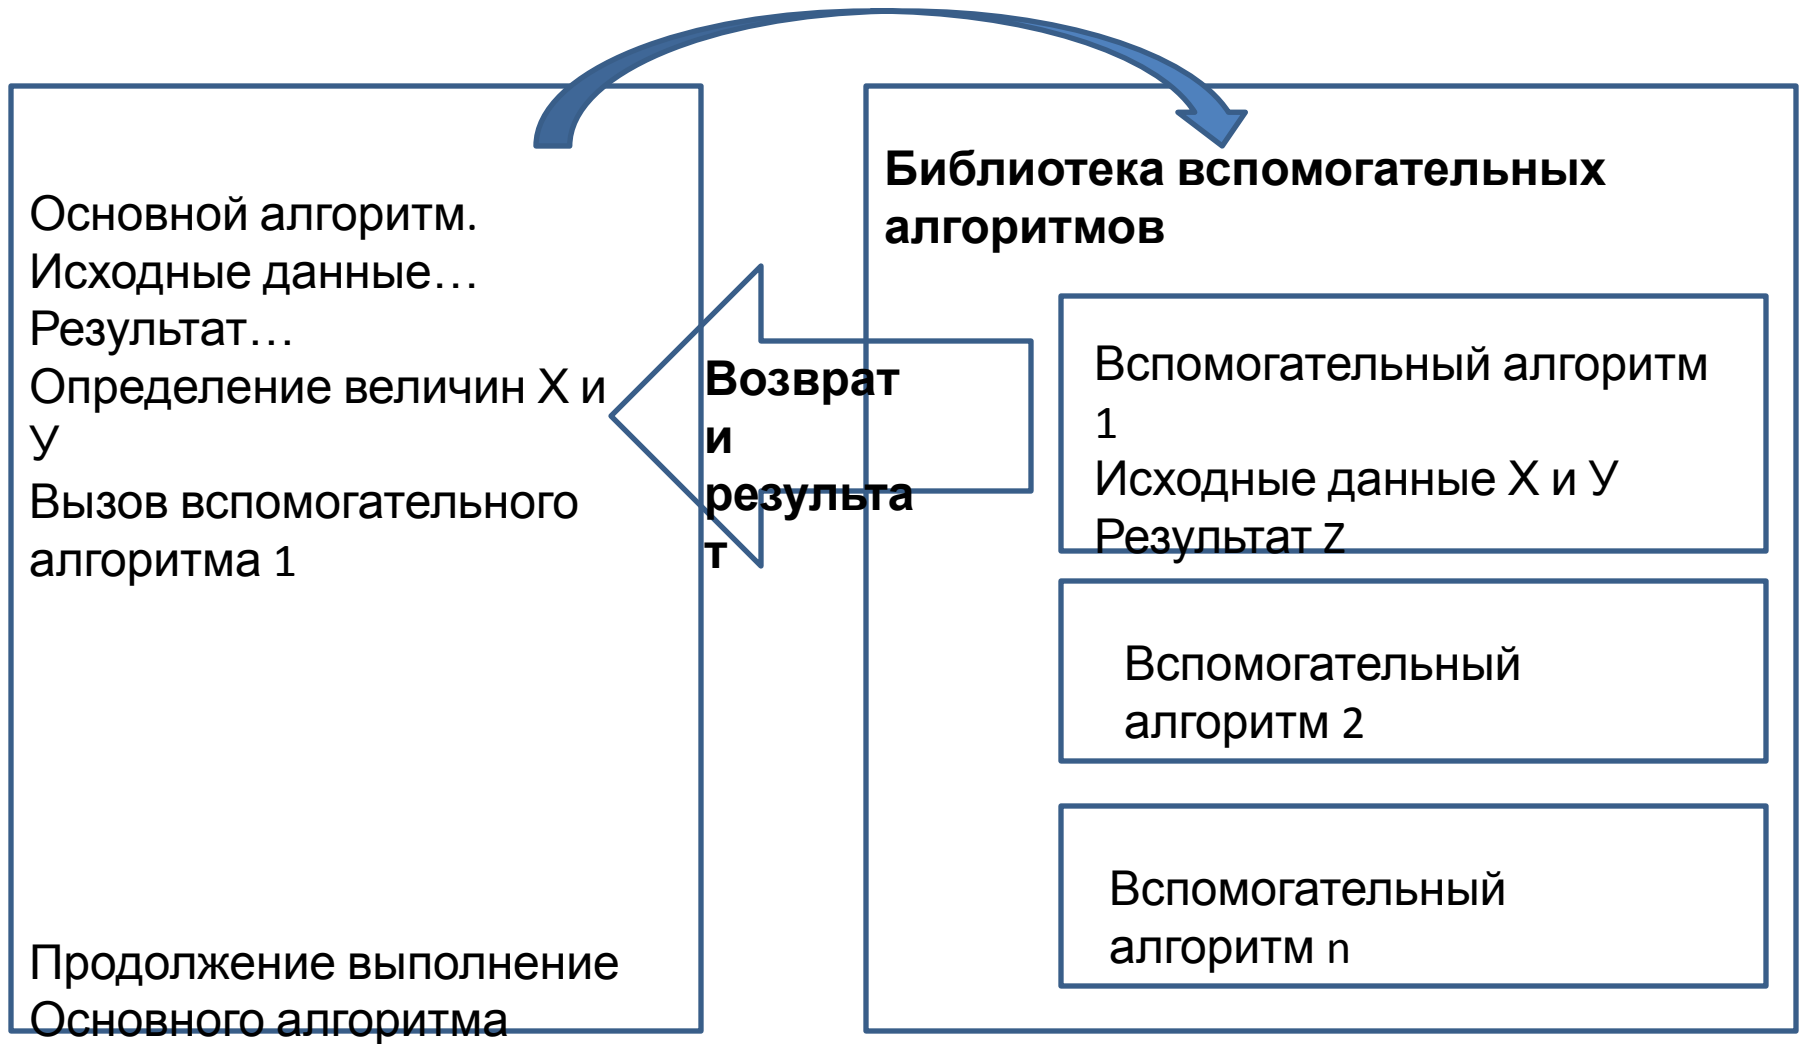 Основной алгоритм.
Исходные данные…
Результат…
Определение величин Х и
У
Вызов вспомогательного
алгоритма 1
Продолжение выполнение
Основного алгоритма
Возврат
и
результа
т
Библиотека вспомогательных
алгоритмов
Вспомогательный алгоритм
1
Исходные данные Х и У
Результат Z
Вспомогательный
алгоритм 2
Вспомогательный
алгоритм n